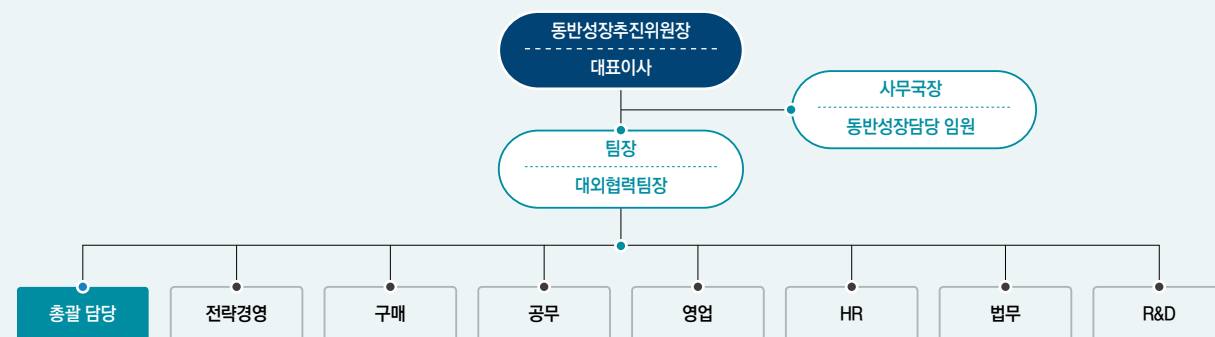 동반성장추진위원장
대표이사
사무국장
동반성장담당 임원
팀장
대외협력팀장
총괄 담당
전략경영
구매
공무
영업
HR
법무
R&D